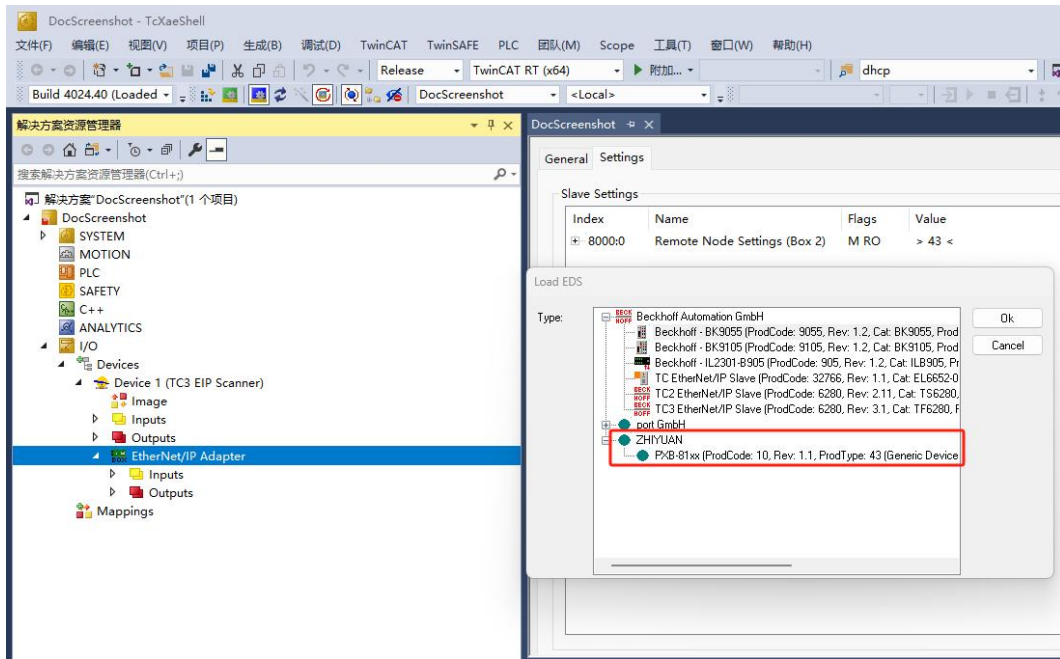 DocScreenshot - TcXaeShell
文件(F) 编辑(E) 视图(V) 项目(P) 生成(B) 调试(D) TwinCAT TwinSAFE PLC 团队(M) Scope 工具(T) 窗口(W) 帮助(H)
Release TwinCAT RT (x64) 附加... dhcp
Build 4024.40 (Loaded DocScreenshot <Local>
解决方案资源管理器
搜索解决方案资源管理器(Ctrl+;)
解决方案"DocScreenshot"(1 个项目)
DocScreenshot
SYSTEM
MOTION
PLC
SAFETY
C++
ANALYTICS
I/O
Devices
Device 1 (TC3 EIP Scanner)
Image
Inputs
Outputs
EtherNet/IP Adapter
Inputs
Outputs
Mappings
DocScreenshot
General Settings
Slave Settings
Index Name Flags Value
8000:0 Remote Node Settings (Box 2) M RO > 43 <
Load EDS
Type:
Beckhoff Automation GmbH
Beckhoff - BK9055 (ProdCode: 9055, Rev: 1.2, Cat: BK9055, Prod
Beckhoff - BK9105 (ProdCode: 9105, Rev: 1.2, Cat: BK9105, Prod
Beckhoff - IL2301-B905 (ProdCode: 905, Rev: 1.2, Cat: ILB905, Pr
TC EtherNet/IP Slave (ProdCode: 32766, Rev: 1.1, Cat: EL6652-0
TC2 EtherNet/IP Slave (ProdCode: 6280, Rev: 2.11, Cat: TS6280,
TC3 EtherNet/IP Slave (ProdCode: 6280, Rev: 3.1, Cat: TF6280, F
port GmbH
ZHIYUAN
PXB-81xx (ProdCode: 10, Rev: 1.1, ProdType: 43 (Generic Device
Ok
Cancel